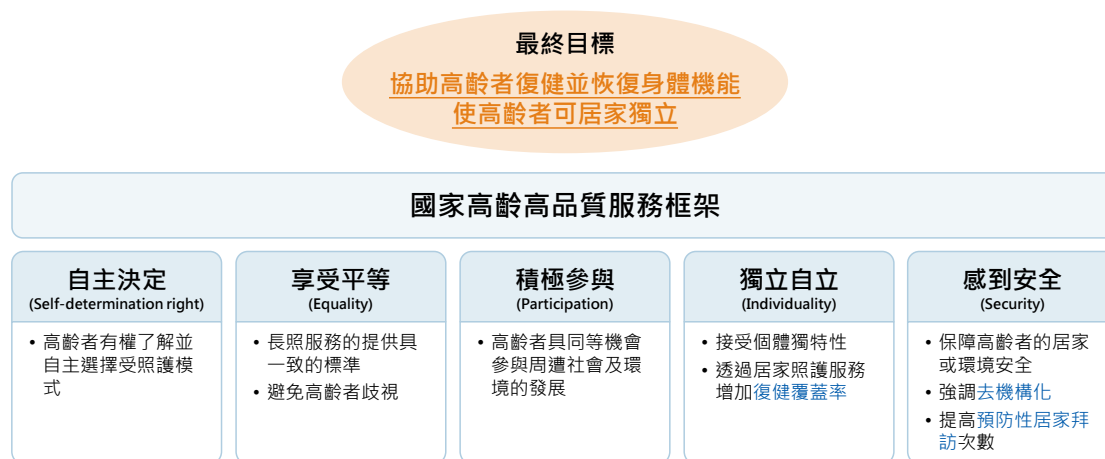 最終目標
協助高齡者復健並恢復身體機能
使高齡者可居家獨立
國家高齡高品質服務框架
自主決定
(Self-determination right)
• 高齡者有權了解並
自主選擇受照護模
式
享受平等
(Equality)
• 長照服務的提供具
一致的標準
• 避免高齡者歧視
積極參與
(Participation)
• 高齡者具同等機會
參與周遭社會及環
境的發展
獨立自立
(Individuality)
• 接受個體獨特性
• 透過居家照護服務
增加復健覆蓋率
感到安全
(Security)
• 保障高齡者的居家
或環境安全
• 強調去機構化
• 提高預防性居家拜
訪次數